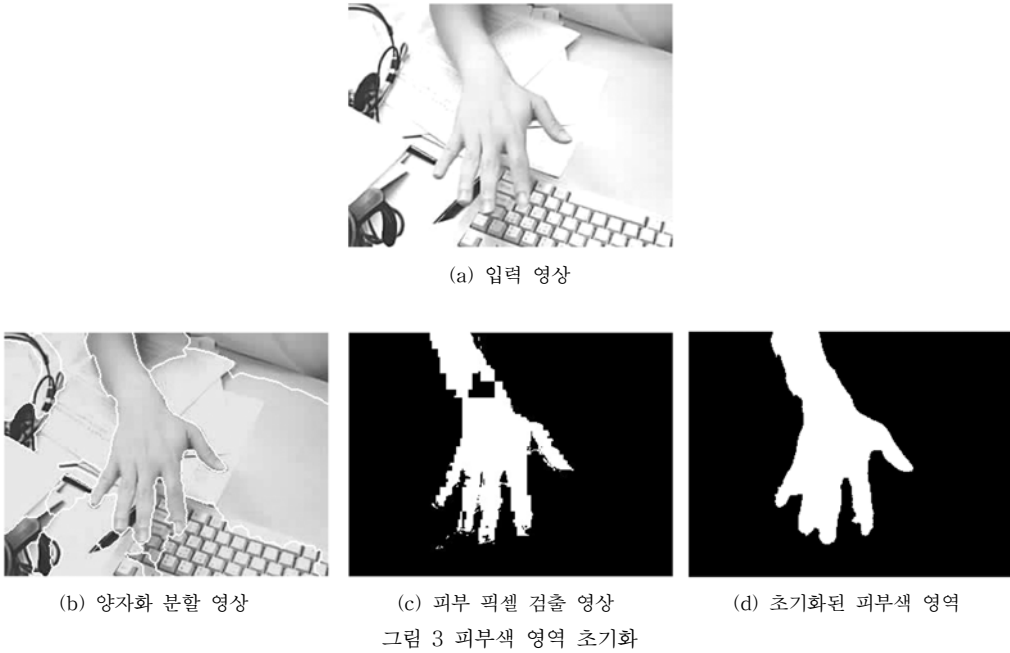 (a) 입력 영상
(b) 양자화 분할 영상
(c) 피부 픽셀 검출 영상
(d) 초기화된 피부색 영역
그림 3 피부색 영역 초기화